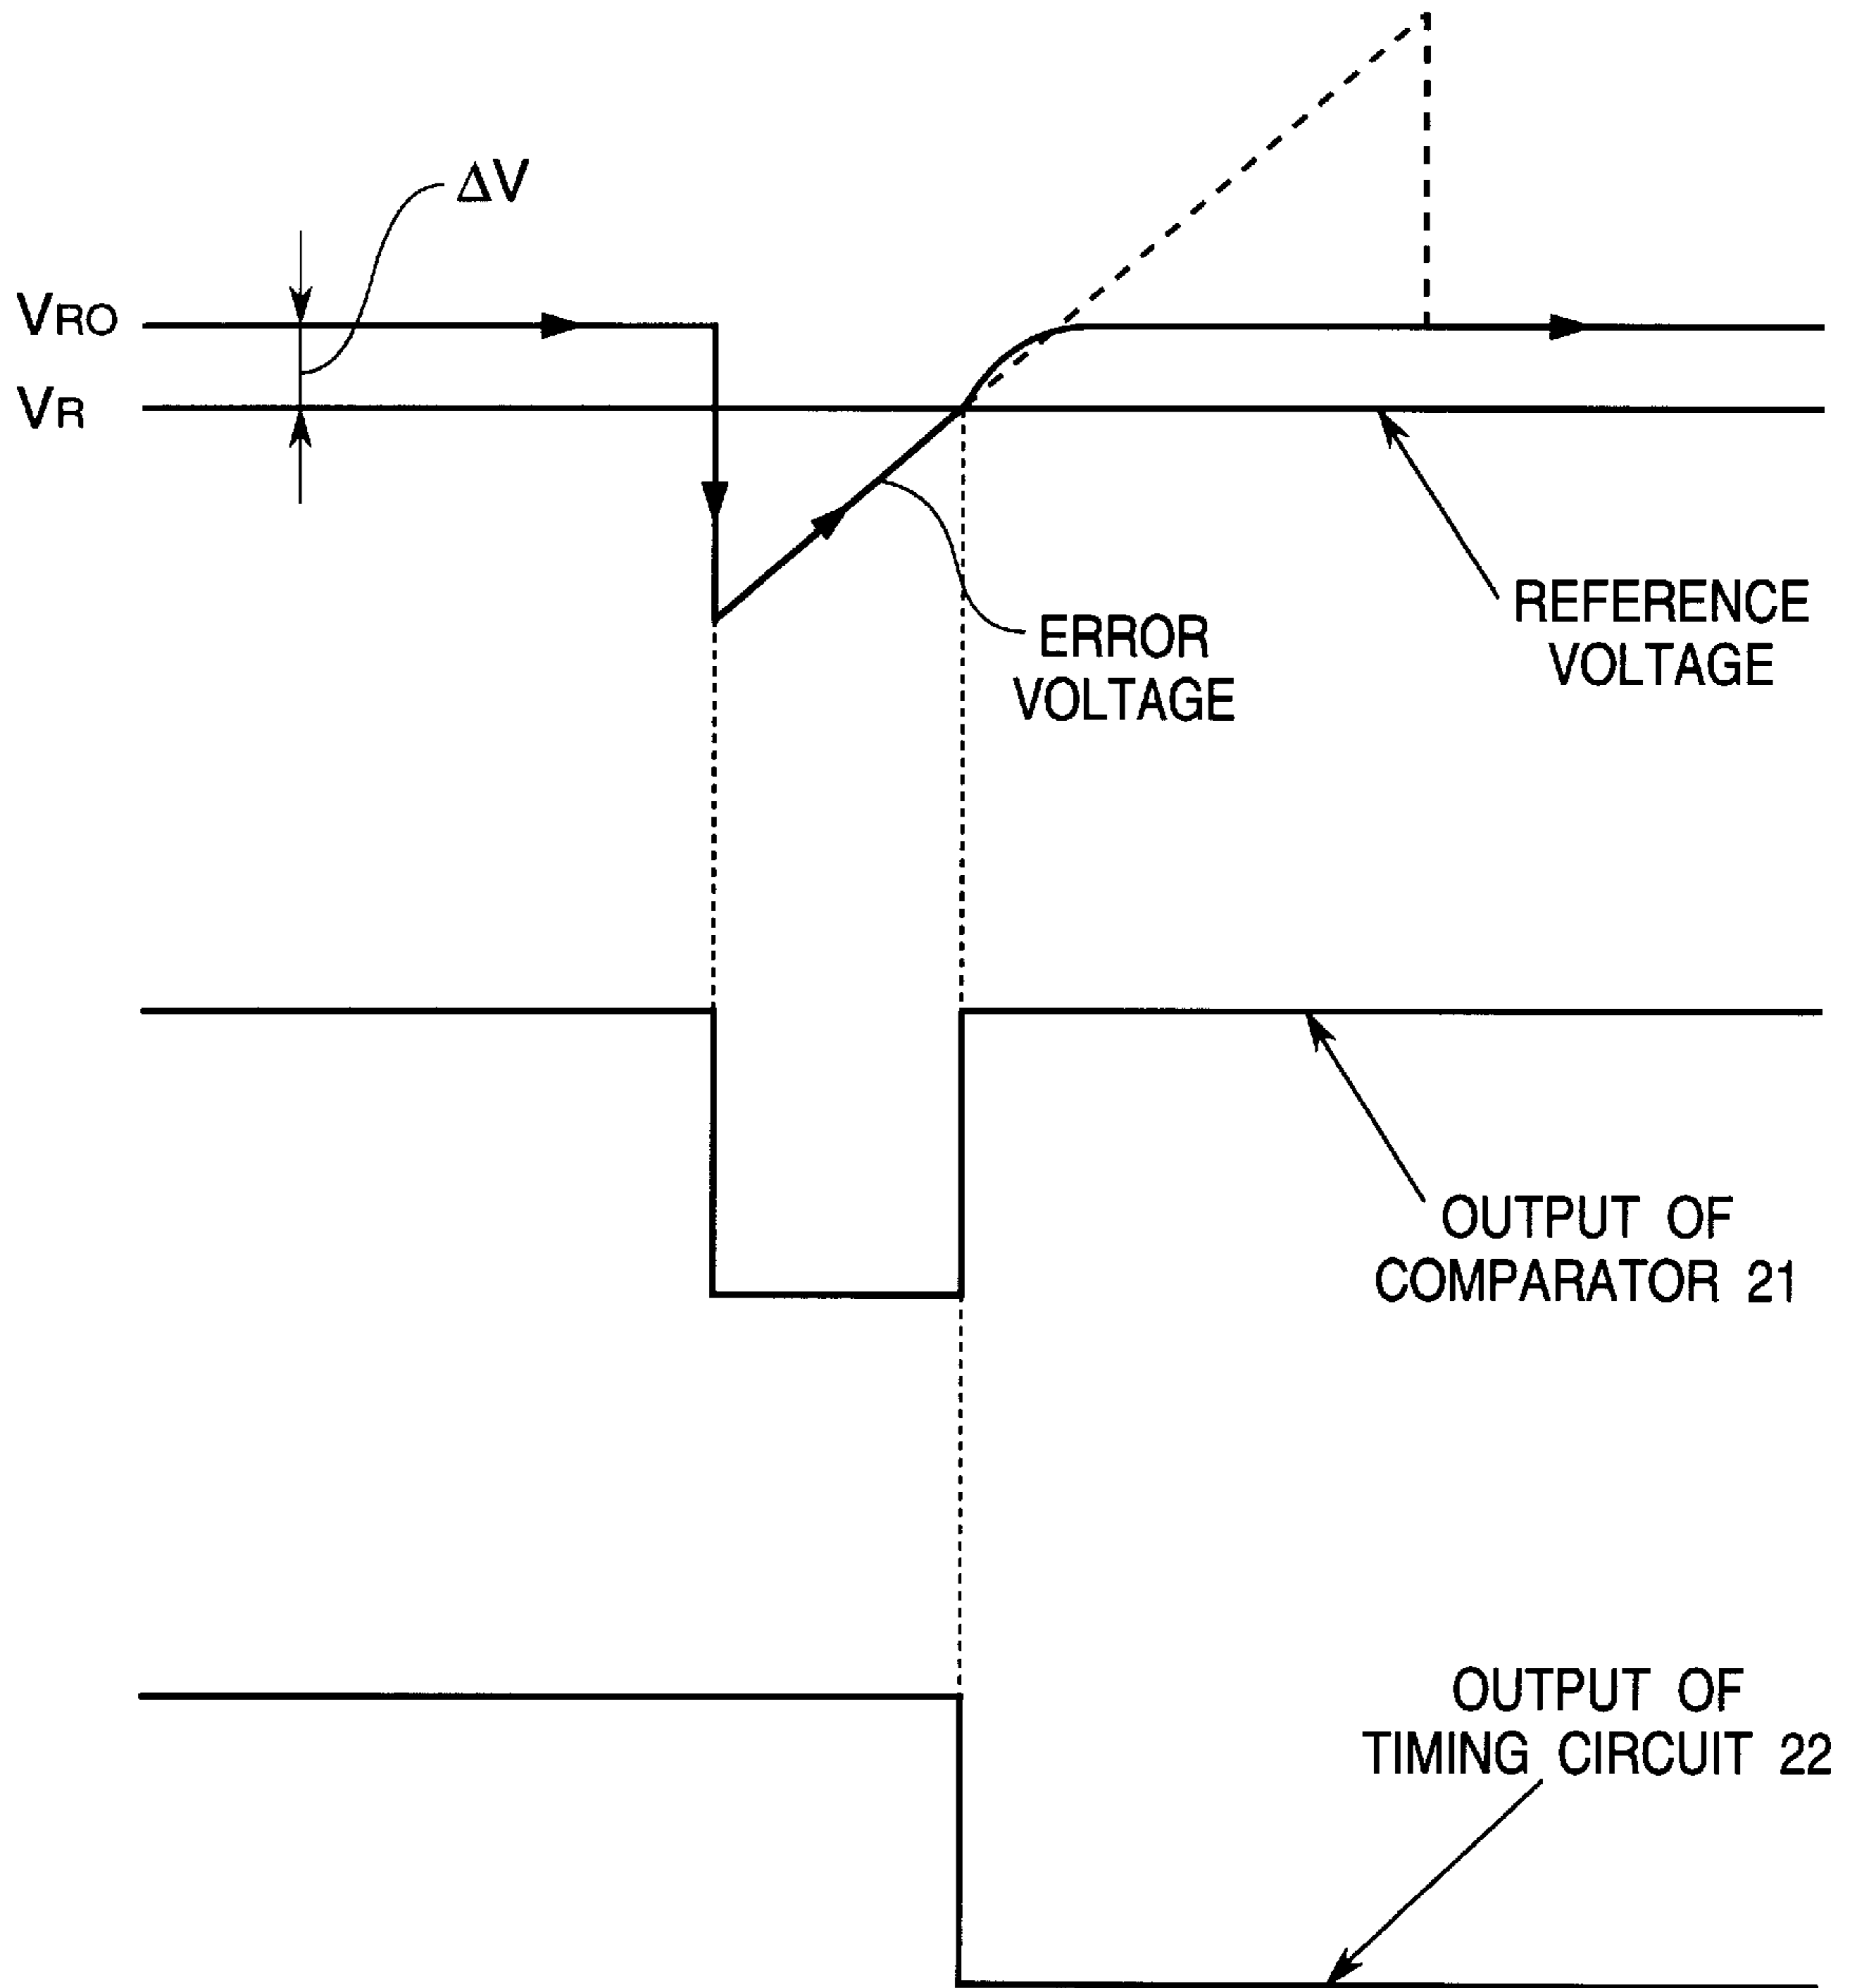 ΔV
VRO
VR
REFERENCE
VOLTAGE
ERROR
VOLTAGE
OUTPUT OF
COMPARATOR 21
OUTPUT OF
TIMING CIRCUIT 22